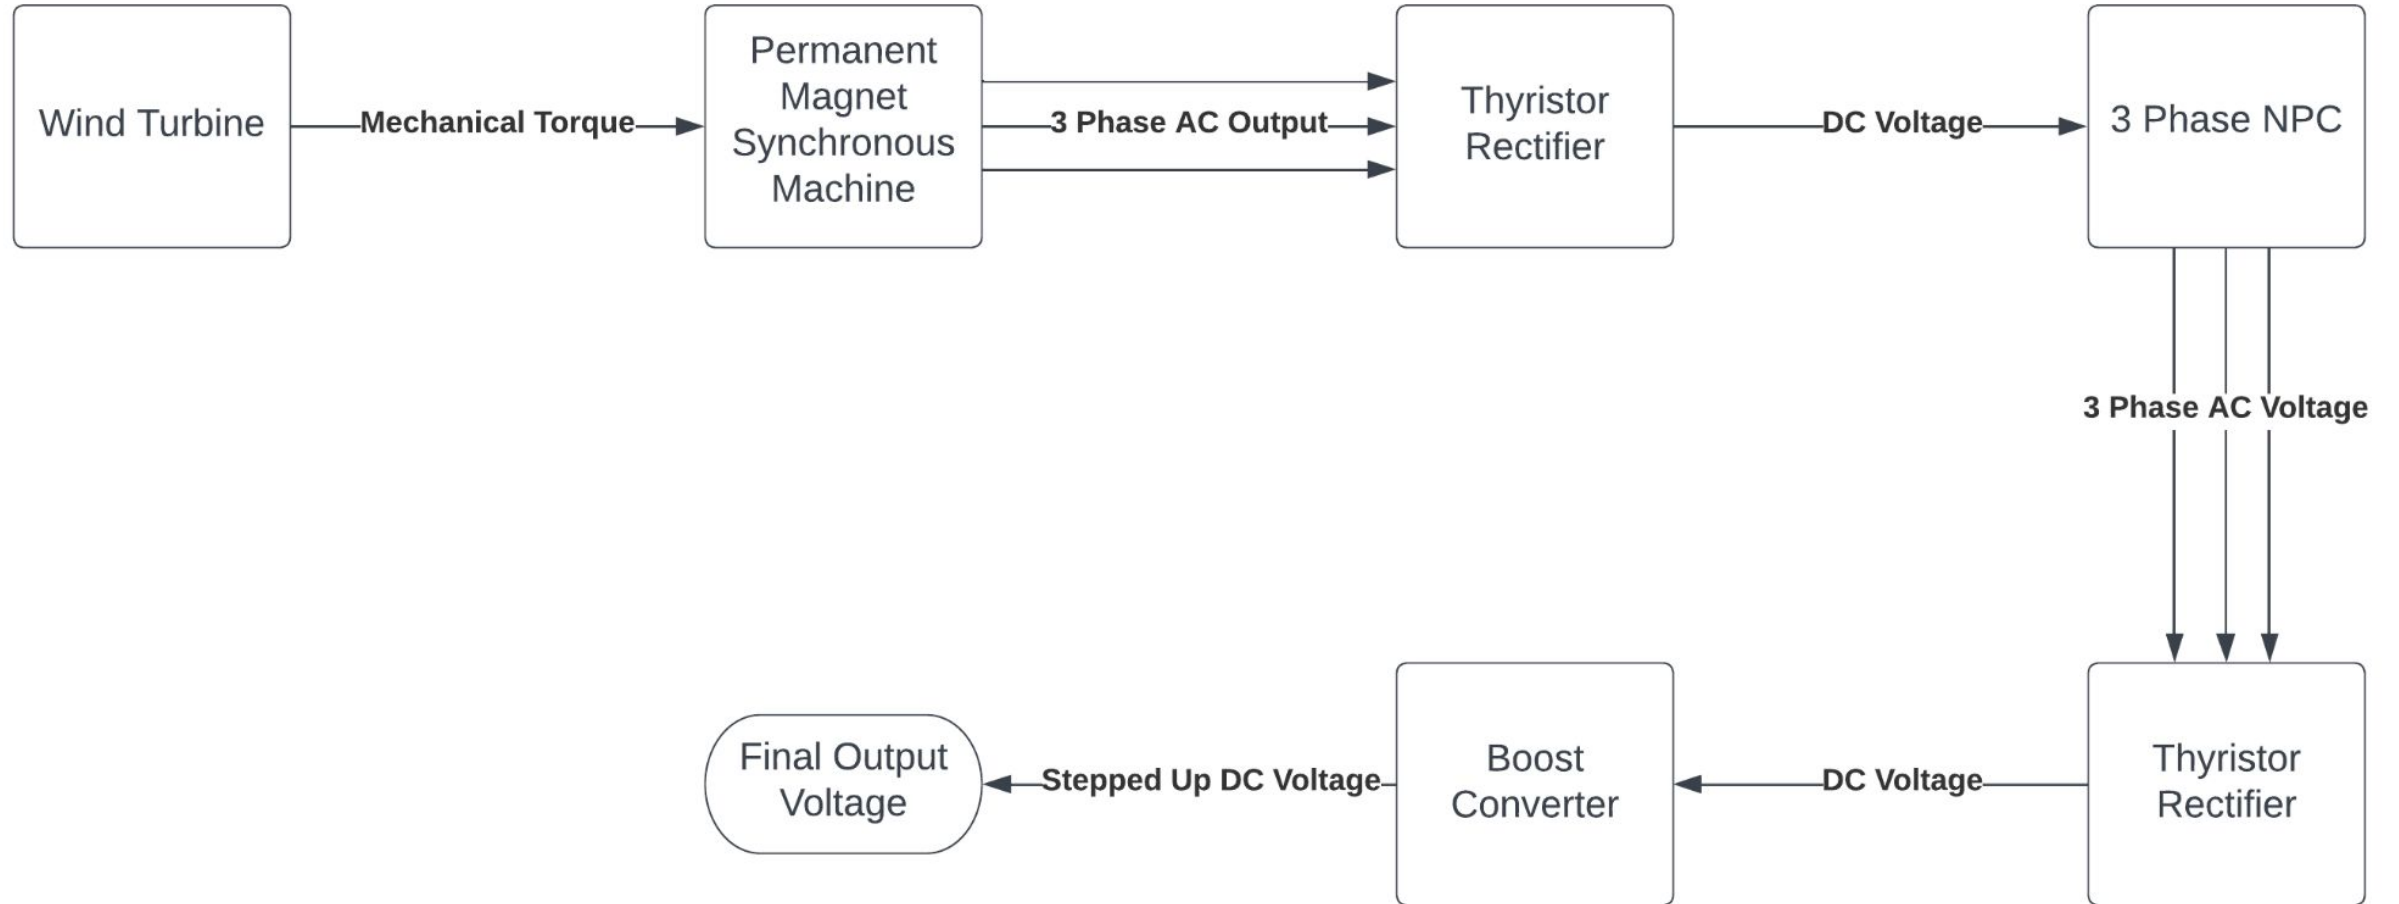 Wind Turbine
Mechanical Torque
Permanent
Magnet
Synchronous
Machine
3 Phase AC Output
Thyristor
Rectifier
DC Voltage
3 Phase NPC
3 Phase AC Voltage
Thyristor
Rectifier
DC Voltage
Boost
Converter
Stepped Up DC Voltage
Final Output
Voltage